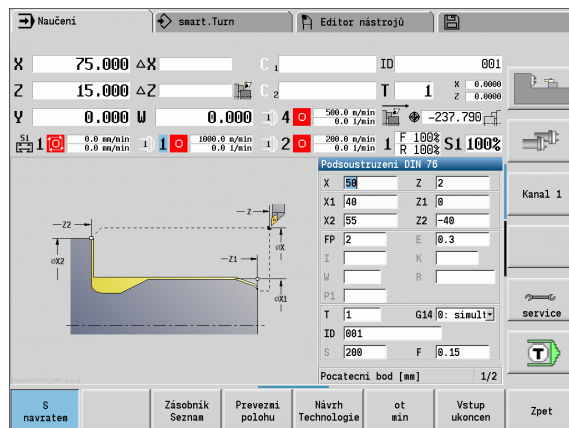 Naučení smart.Turn Editor nástrojů
X 75.000 △X C 1 ID 001
Z 15.000 △Z C 2 T 1 X 0.0000 Z 0.0000
Y 0.000 W 0.000 4 500.0 m/min 0.0 1/min -237.790
S1 1 0.0 mm/min 0.0 1/min 1 1000.0 m/min 0.0 1/min 2 200.0 m/min 0.0 1/min 1 F 100% R 100% S1 100%
Podsoustruzeni DIN 76
X 50 Z 2
X1 40 Z1 0
X2 55 Z2 -40
FP 2 E 0.3
I K
W R
P1
T 1 G14 0: simult
ID 001
S 200 F 0.15
Pocatecni bod [mm] 1/2
Z
Z2
øX
øX2
Z1
øX1
Kanal 1
service
T
S navratem
Zásobník Seznam
Prevezmi polohu
Návrh Technologie
ot min
Vstup ukoncen
Zpet